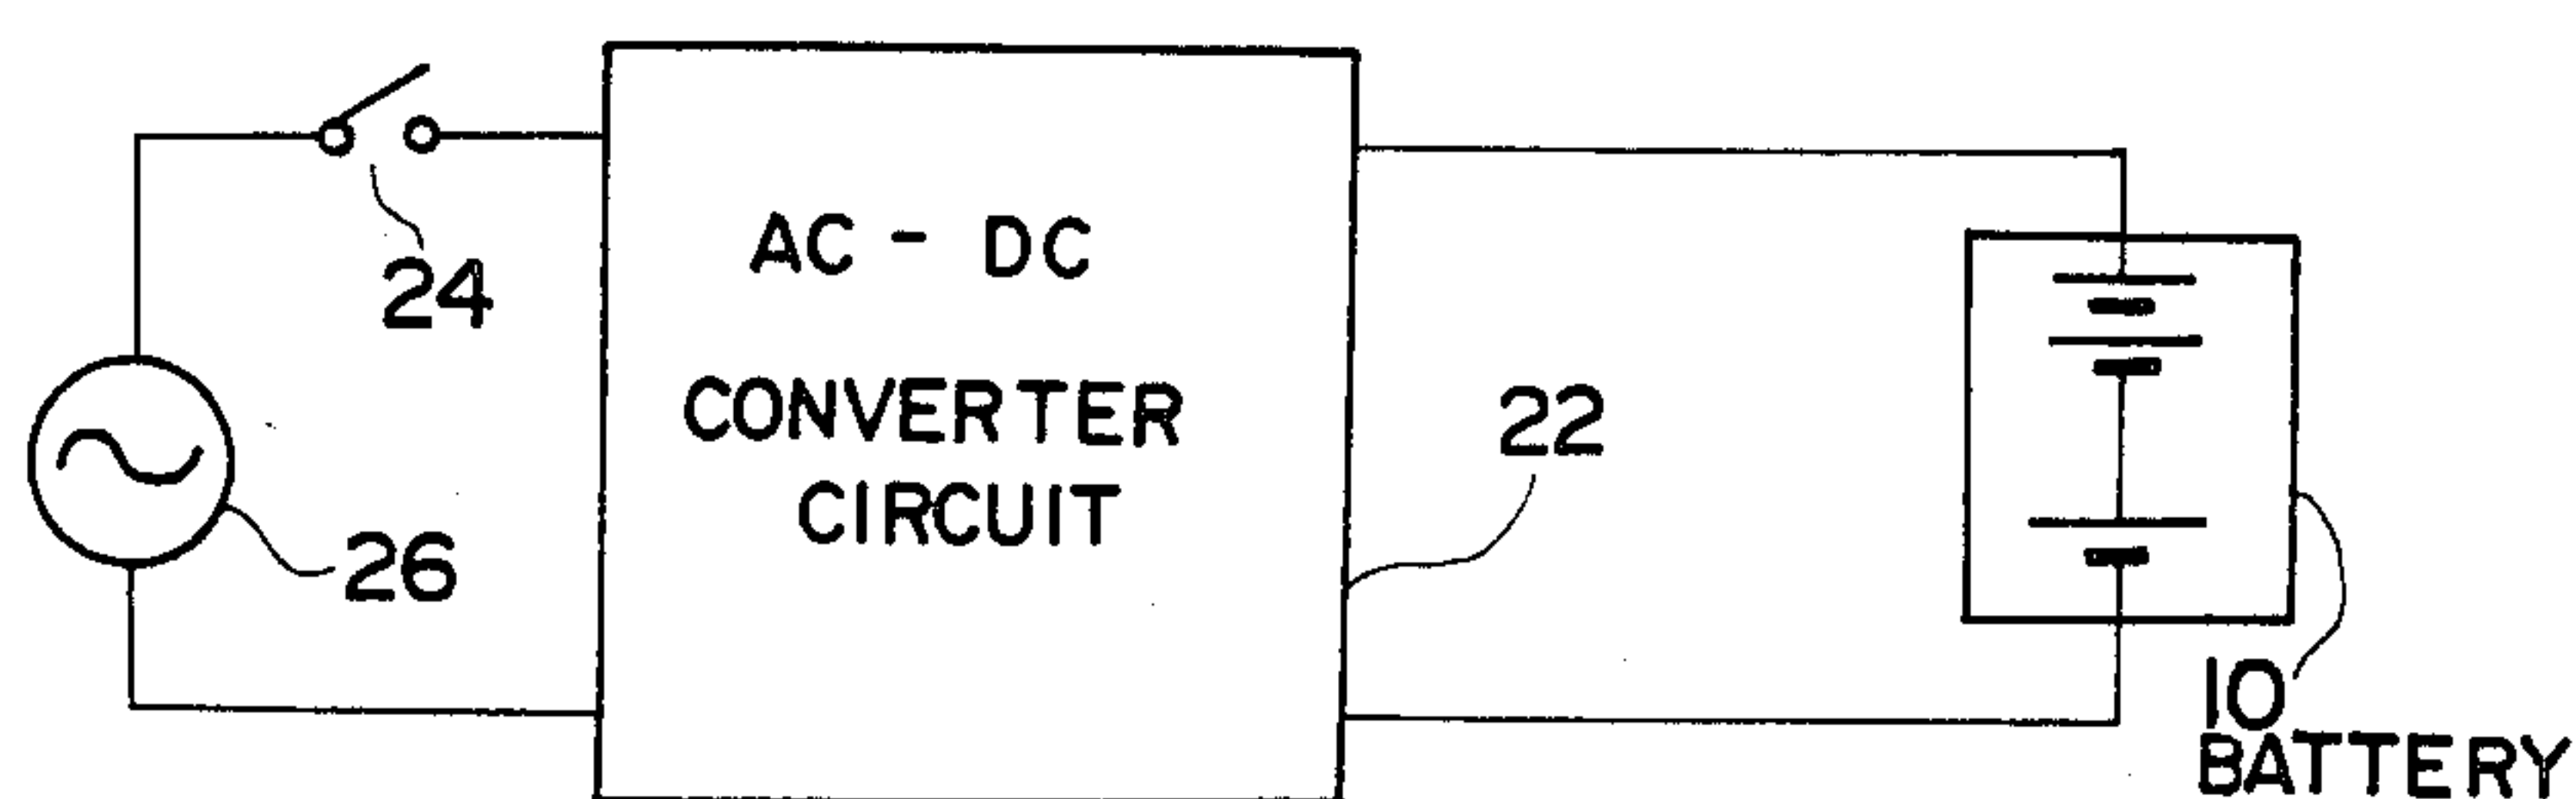 AC - DC
CONVERTER
CIRCUIT
24
26
22
10
BATTERY